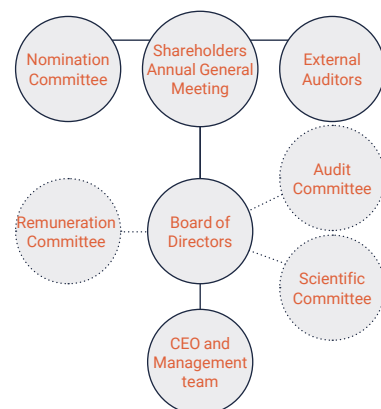 Nomination
Committee
Shareholders
Annual General
Meeting
External
Auditors
Audit
Committee
Remuneration
Committee
Board of
Directors
Scientific
Committee
CEO and
Management
team